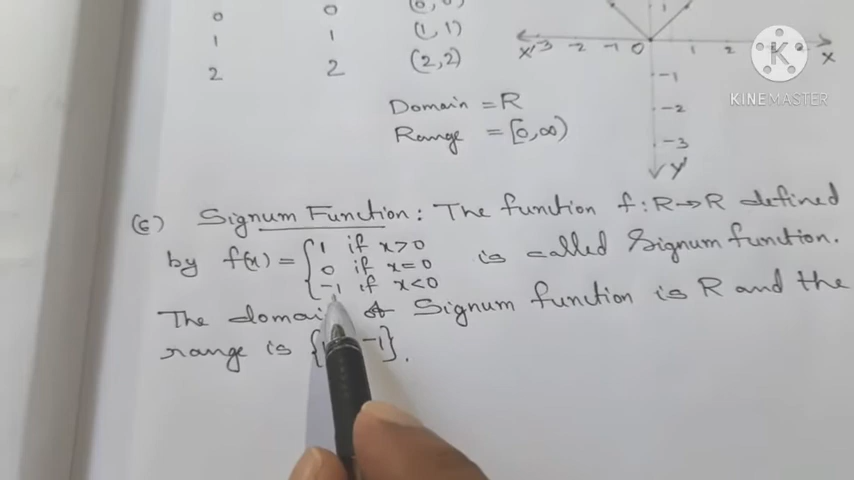 0 0 (0, 0)
1 1 (1, 1)
2 2 (2,2)
1
X' -3 -2 -1 0 1 2 X
-1
-2
-3
Y'
Domain = R
Range = [0,∞)
KINEMASTER
(6) Signum Function: The function f: R→R defined
by f(x) = { 1 if x>0 is called Signum function.
0 if x=0
-1 if x<0
The domai Signum function is R and the
range is { -1}.